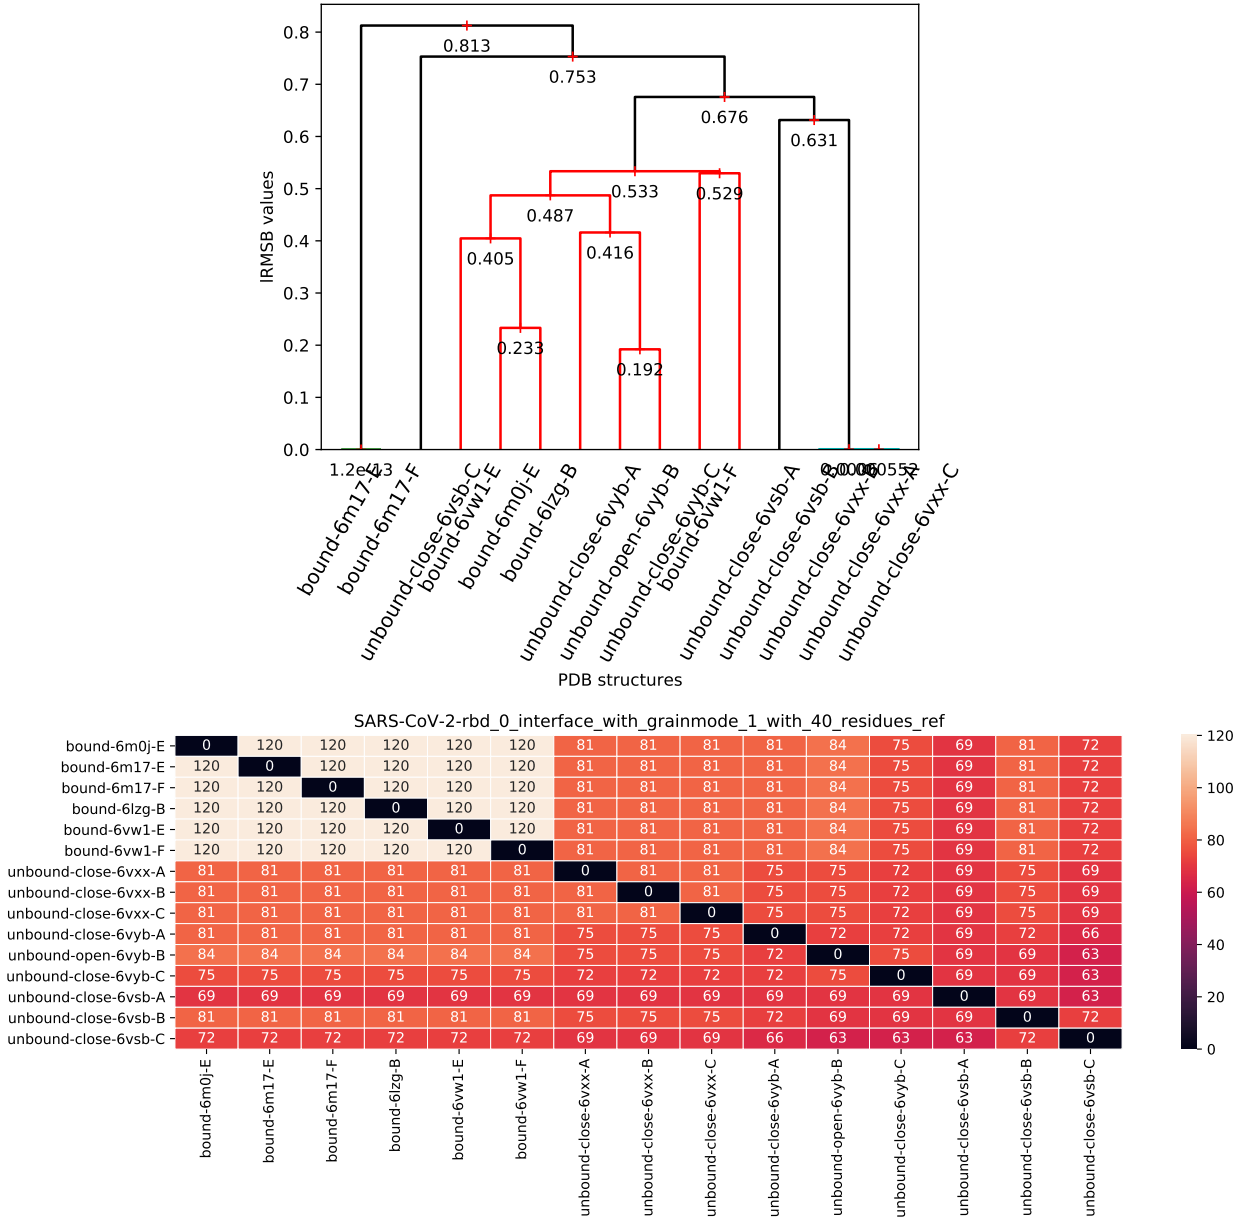 0.8
0.7
0.6
0.5
0.4
0.3
0.2
0.1
0.0
lRMSB values
0.813
0.753
0.676
0.631
0.533
0.529
0.487
0.405
0.416
0.233
0.192
1.2e-13
bound-6m17-E
bound-6m17-F
unbound-close-6vsb-C
bound-6vw1-E
bound-6m0j-E
bound-6lzg-B
unbound-close-6vyb-A
unbound-open-6vyb-B
unbound-close-6vyb-C
bound-6vw1-F
unbound-close-6vsb-A
unbound-close-6vsb-B
unbound-close-6vxx-B
unbound-close-6vxx-A
unbound-close-6vxx-C
PDB structures
SARS-CoV-2-rbd_0_interface_with_grainmode_1_with_40_residues_ref
bound-6m0j-E 0 120 120 120 120 120 81 81 81 81 84 75 69 81 72
bound-6m17-E 120 0 120 120 120 120 81 81 81 81 84 75 69 81 72
bound-6m17-F 120 120 0 120 120 120 81 81 81 81 84 75 69 81 72
bound-6lzg-B 120 120 120 0 120 120 81 81 81 81 84 75 69 81 72
bound-6vw1-E 120 120 120 120 0 120 81 81 81 81 84 75 69 81 72
bound-6vw1-F 120 120 120 120 120 0 81 81 81 81 84 75 69 81 72
unbound-close-6vxx-A 81 81 81 81 81 81 0 81 81 75 75 72 69 75 69
unbound-close-6vxx-B 81 81 81 81 81 81 81 0 81 75 75 72 69 75 69
unbound-close-6vxx-C 81 81 81 81 81 81 81 81 0 75 75 72 69 75 69
unbound-close-6vyb-A 81 81 81 81 81 81 75 75 75 0 72 72 69 72 66
unbound-open-6vyb-B 84 84 84 84 84 84 75 75 75 72 0 75 69 69 63
unbound-close-6vyb-C 75 75 75 75 75 75 72 72 72 72 75 0 69 69 63
unbound-close-6vsb-A 69 69 69 69 69 69 69 69 69 69 69 69 0 69 63
unbound-close-6vsb-B 81 81 81 81 81 81 75 75 75 72 69 69 69 0 72
unbound-close-6vsb-C 72 72 72 72 72 72 69 69 69 66 63 63 63 72 0
bound-6m0j-E
bound-6m17-E
bound-6m17-F
bound-6lzg-B
bound-6vw1-E
bound-6vw1-F
unbound-close-6vxx-A
unbound-close-6vxx-B
unbound-close-6vxx-C
unbound-close-6vyb-A
unbound-open-6vyb-B
unbound-close-6vyb-C
unbound-close-6vsb-A
unbound-close-6vsb-B
unbound-close-6vsb-C
120
100
80
60
40
20
0